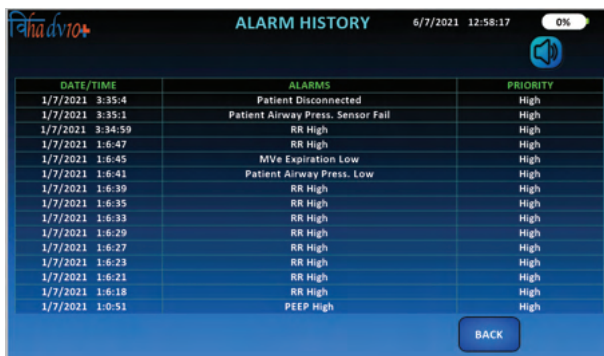 विhadv10+ ALARM HISTORY 6/7/2021 12:58:17 0%
DATE/TIME ALARMS PRIORITY
1/7/2021 3:35:4 Patient Disconnected High
1/7/2021 3:35:1 Patient Airway Press. Sensor Fail High
1/7/2021 3:34:59 RR High High
1/7/2021 1:6:47 RR High High
1/7/2021 1:6:45 MVe Expiration Low High
1/7/2021 1:6:41 Patient Airway Press. Low High
1/7/2021 1:6:39 RR High High
1/7/2021 1:6:35 RR High High
1/7/2021 1:6:33 RR High High
1/7/2021 1:6:29 RR High High
1/7/2021 1:6:27 RR High High
1/7/2021 1:6:23 RR High High
1/7/2021 1:6:21 RR High High
1/7/2021 1:6:18 RR High High
1/7/2021 1:0:51 PEEP High High
BACK